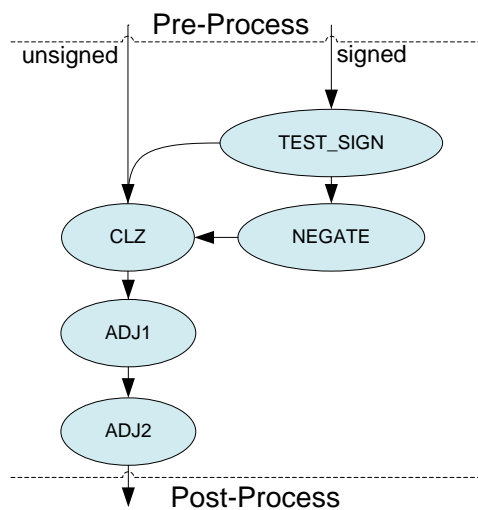 Pre-Process
unsigned
signed
TEST_SIGN
CLZ
NEGATE
ADJ1
ADJ2
Post-Process